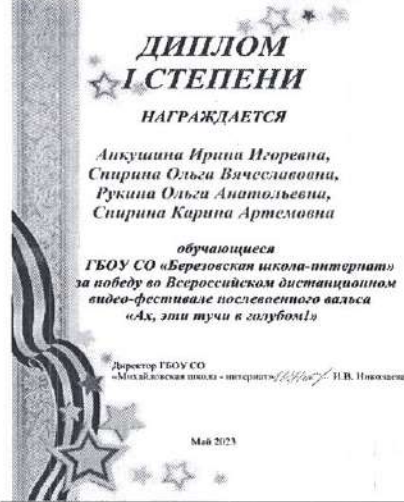 ДИПЛОМ
I СТЕПЕНИ
НАГРАЖДАЕТСЯ
Анкушина Ирина Игоревна,
Спирина Ольга Вячеславовна,
Рукина Ольга Анатольевна,
Спирина Карина Артемовна
обучающиеся
ГБОУ СО «Березовская школа-интернат»
за победу во Всероссийском дистанционном
видео-фестивале послевоенного вальса
«Ах, эти тучи в голубом!»
Директор ГБОУ СО
«Михайловская школа - интернат» И.В. Николаева
Май 2023